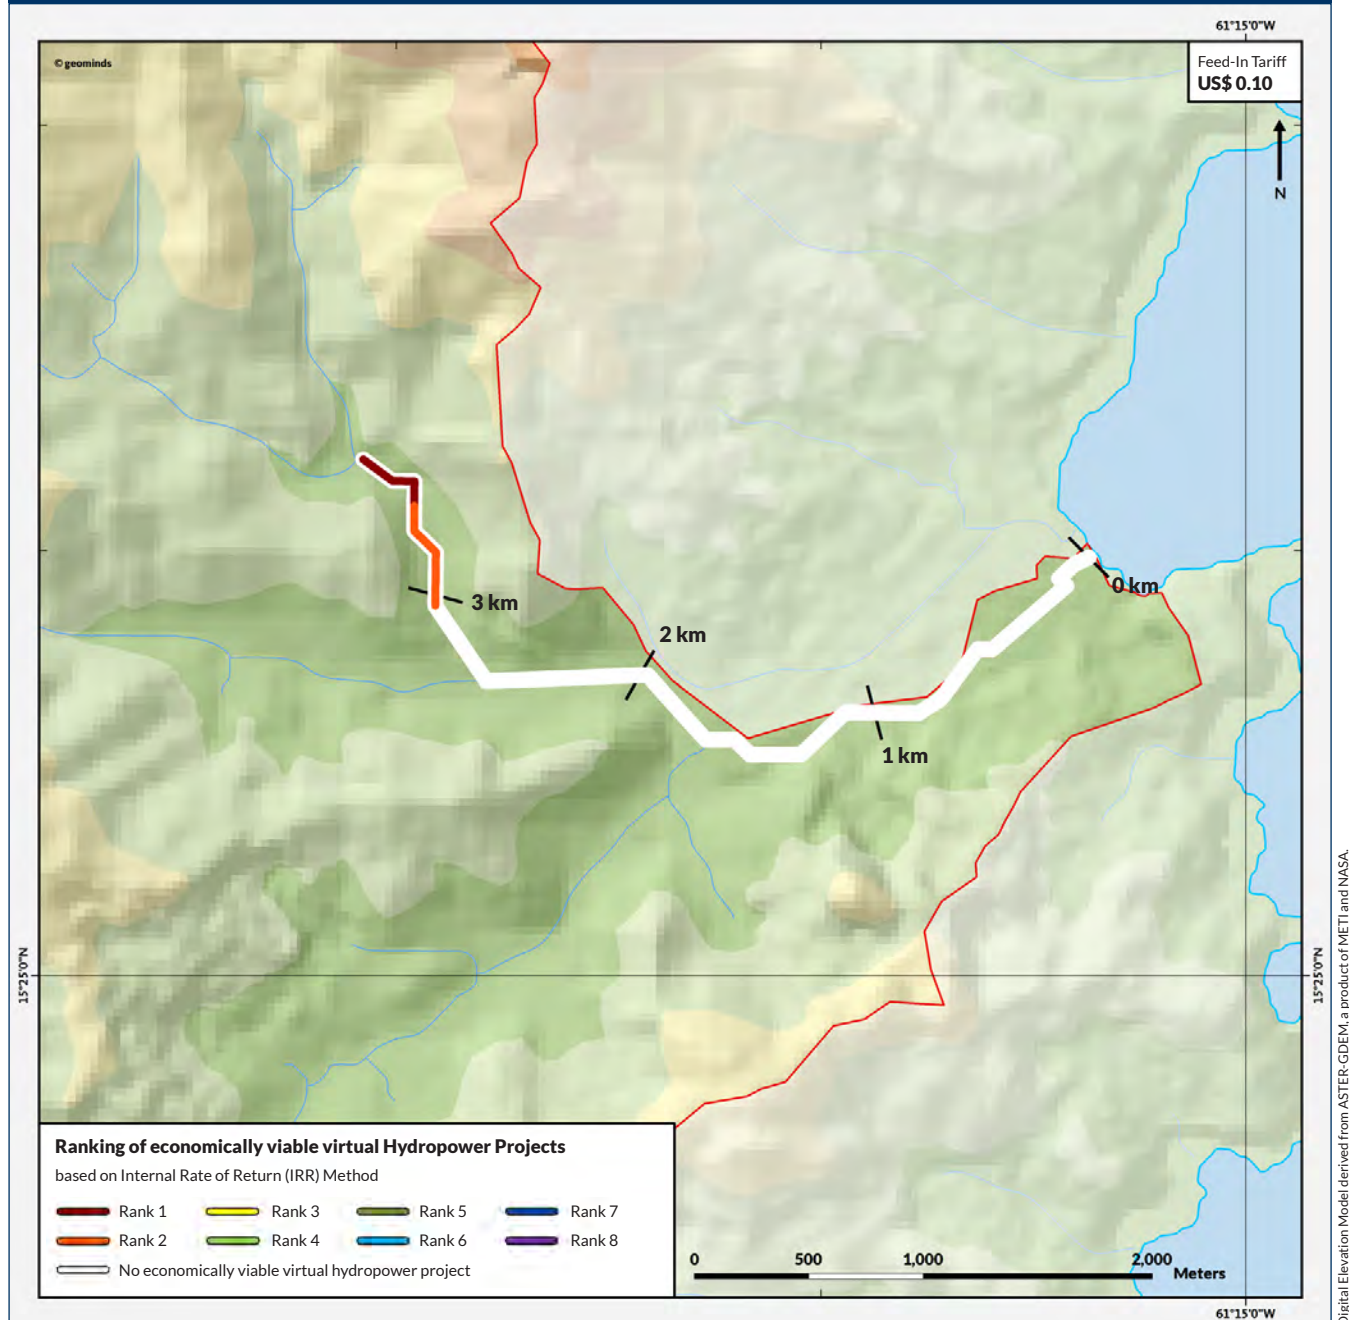 61°15'0"W
© geominds
Feed-In Tariff
US$ 0.10
N
0 km
3 km
2 km
1 km
15°25'0"N
15°25'0"N
Digital Elevation Model derived from ASTER-GDEM, a product of METI and NASA.
Ranking of economically viable virtual Hydropower Projects
based on Internal Rate of Return (IRR) Method
Rank 1 Rank 3 Rank 5 Rank 7
Rank 2 Rank 4 Rank 6 Rank 8
No economically viable virtual hydropower project
0 500 1,000 2,000
Meters
61°15'0"W